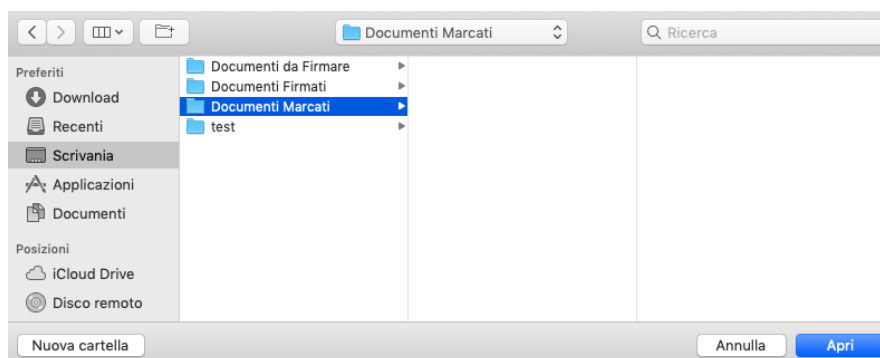 Documenti Marcati
Ricerca
Preferiti
Download
Recenti
Scrivania
Applicazioni
Documenti
Posizioni
iCloud Drive
Disco remoto
Documenti da Firmare
Documenti Firmati
Documenti Marcati
test
Nuova cartella
Annulla
Apri